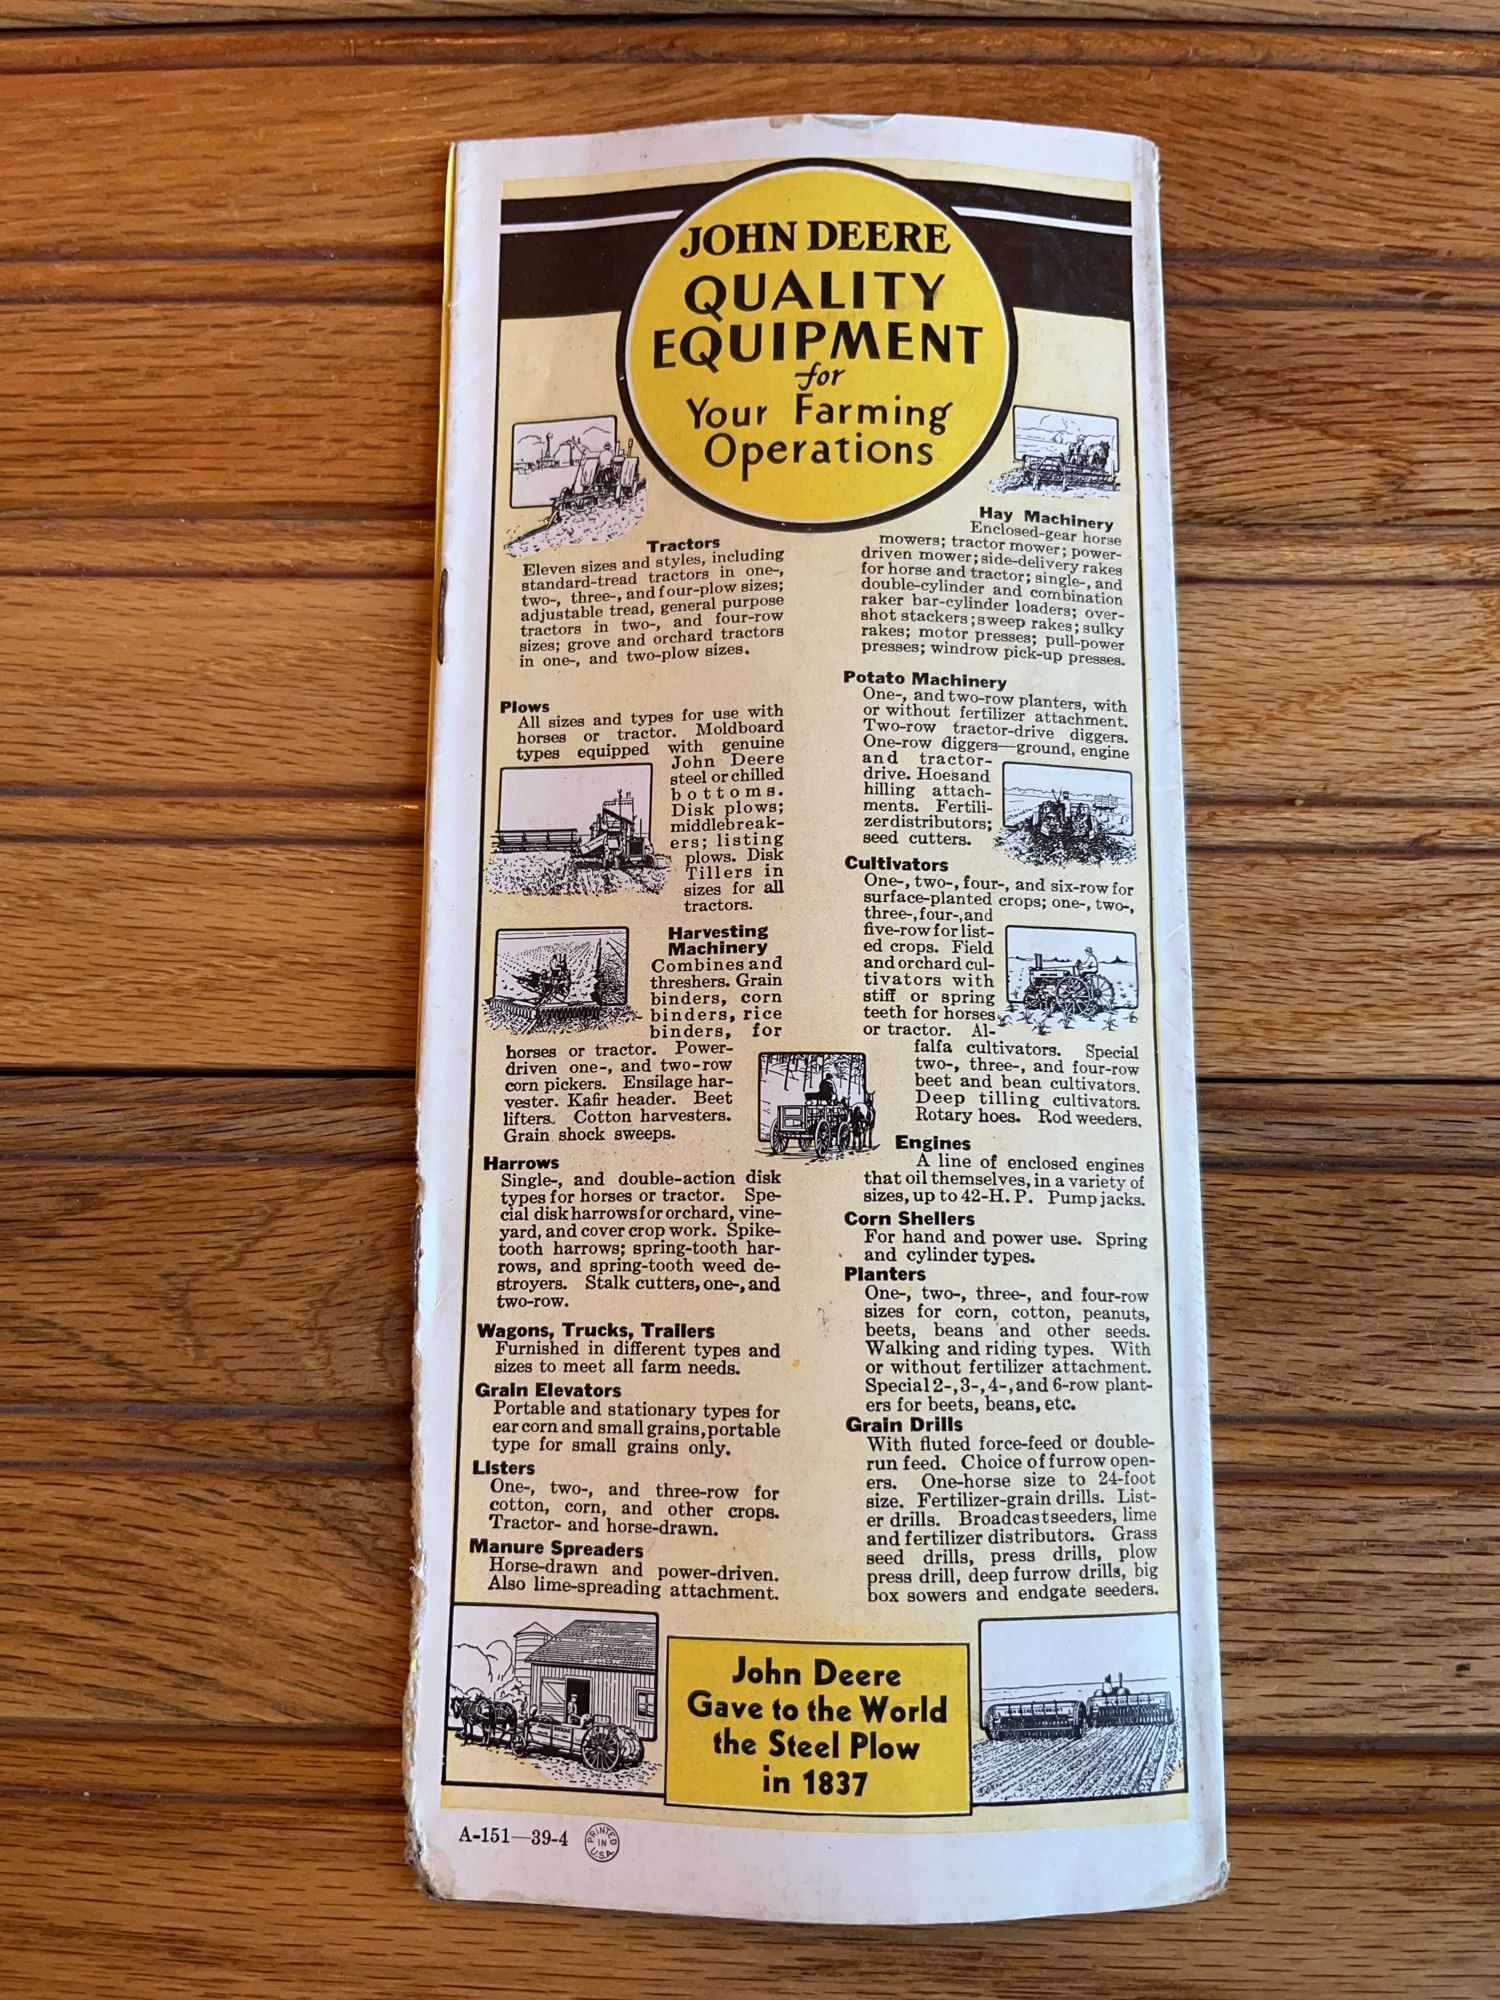 JOHN DEERE
QUALITY
EQUIPMENT
for
Your Farming
Operations
Tractors
Eleven sizes and styles, including
standard-tread tractors in one-,
two-, three-, and four-plow sizes;
adjustable tread, general purpose
tractors in two-, and four-row
sizes; grove and orchard tractors
in one-, and two-plow sizes.
Plows
All sizes and types for use with
horses or tractor. Moldboard
types equipped with genuine
John Deere
steel or chilled
bottoms.
Disk plows;
middlebreak-
ers; listing
plows. Disk
Tillers in
sizes for all
tractors.
Harvesting
Machinery
Combines and
threshers. Grain
binders, corn
binders, rice
binders, for
horses or tractor. Power-
driven one-, and two-row
corn pickers. Ensilage har-
vester. Kafir header. Beet
lifters. Cotton harvesters.
Grain shock sweeps.
Harrows
Single-, and double-action disk
types for horses or tractor. Spe-
cial disk harrows for orchard, vine-
yard, and cover crop work. Spike-
tooth harrows; spring-tooth har-
rows, and spring-tooth weed de-
stroyers. Stalk cutters, one-, and
two-row.
Wagons, Trucks, Trailers
Furnished in different types and
sizes to meet all farm needs.
Grain Elevators
Portable and stationary types for
ear corn and small grains, portable
type for small grains only.
Listers
One-, two-, and three-row for
cotton, corn, and other crops.
Tractor- and horse-drawn.
Manure Spreaders
Horse-drawn and power-driven.
Also lime-spreading attachment.
Hay Machinery
Enclosed-gear horse
mowers; tractor mower; power-
driven mower; side-delivery rakes
for horse and tractor; single-, and
double-cylinder and combination
raker bar-cylinder loaders; over-
shot stackers; sweep rakes; sulky
rakes; motor presses; pull-power
presses; windrow pick-up presses.
Potato Machinery
One-, and two-row planters, with
or without fertilizer attachment.
Two-row tractor-drive diggers.
One-row diggers—ground, engine
and tractor-
drive. Hoes and
hilling attach-
ments. Fertili-
zer distributors;
seed cutters.
Cultivators
One-, two-, four-, and six-row for
surface-planted crops; one-, two-,
three-, four-, and
five-row for list-
ed crops. Field
and orchard cul-
tivators with
stiff or spring
teeth for horses
or tractor. Al-
falfa cultivators. Special
two-, three-, and four-row
beet and bean cultivators.
Deep tilling cultivators.
Rotary hoes. Rod weeders.
Engines
A line of enclosed engines
that oil themselves, in a variety of
sizes, up to 42-H. P. Pump jacks.
Corn Shellers
For hand and power use. Spring
and cylinder types.
Planters
One-, two-, three-, and four-row
sizes for corn, cotton, peanuts,
beets, beans and other seeds.
Walking and riding types. With
or without fertilizer attachment.
Special 2-, 3-, 4-, and 6-row plant-
ers for beets, beans, etc.
Grain Drills
With fluted force-feed or double-
run feed. Choice of furrow open-
ers. One-horse size to 24-foot
size. Fertilizer-grain drills. List-
er drills. Broadcast seeders, lime
and fertilizer distributors. Grass
seed drills, press drills, plow
press drill, deep furrow drills, big
box sowers and endgate seeders.
John Deere
Gave to the World
the Steel Plow
in 1837
A-151—39-4
PRINTED
IN
U.S.A.